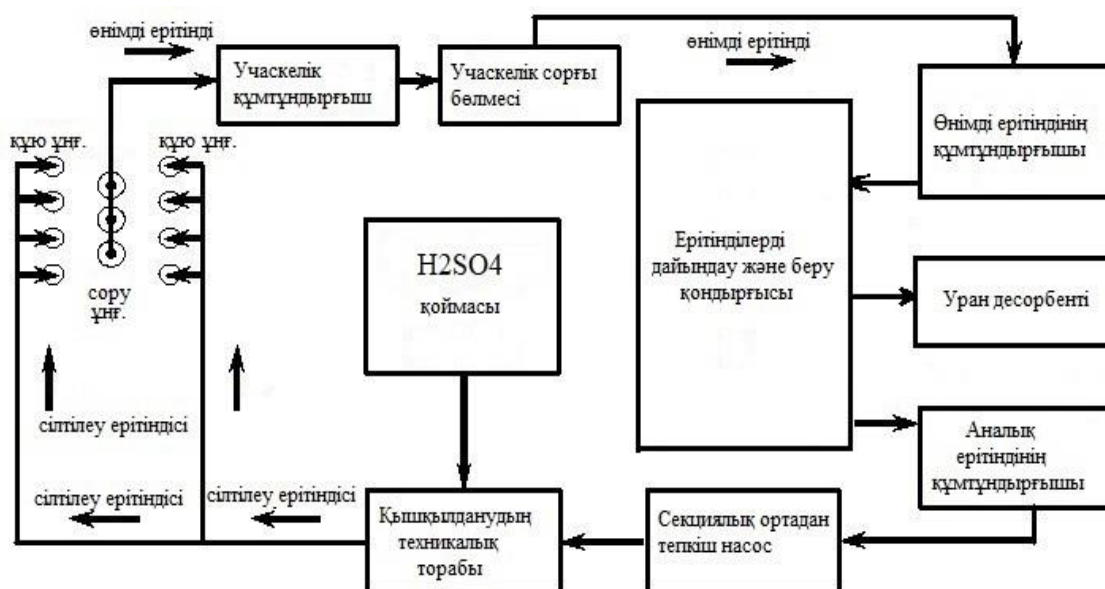 өнімді ерітінді
Учаскелік
құмтұндырғыш
Учаскелік сорғы
бөлмесі
өнімді ерітінді
Өнімді ерітіндінің
құмтұндырғышы
құю ұңғ.
құю ұңғ.
сору
ұңғ.
H2SO4
қоймасы
Ерітінділерді
дайындау және беру
қондырғысы
Уран десорбенті
сілтілеу ерітіндісі
Аналық
ерітіндінің
құмтұндырғышы
сілтілеу ерітіндісі
сілтілеу ерітіндісі
Қышқылданудың
техникалық
торабы
Секциялық ортадан
тепкіш насос